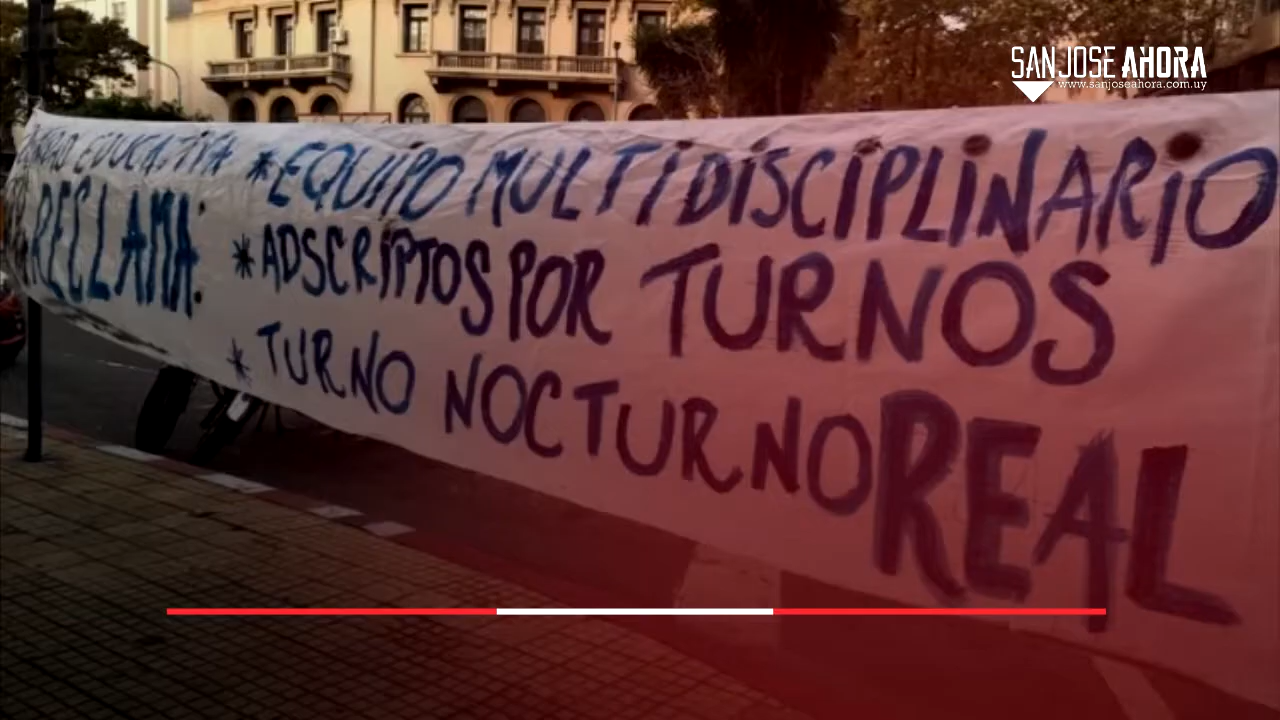 SAN JOSE AHORA
www.sanjoseahora.com.uy
EDUCATIVA
RECLAMA:
*EQUIPO MULTIDISCIPLINARIO
*ADSCRIPTOS POR TURNOS
*TURNO NOCTURNO REAL